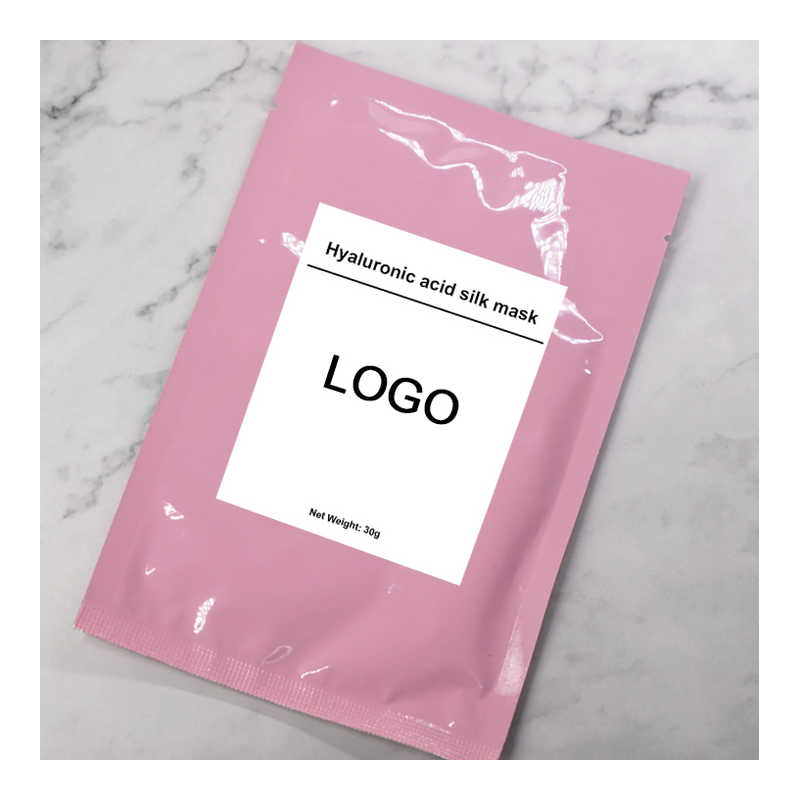 Hyaluronic acid silk mask
LOGO
Net Weight: 30g